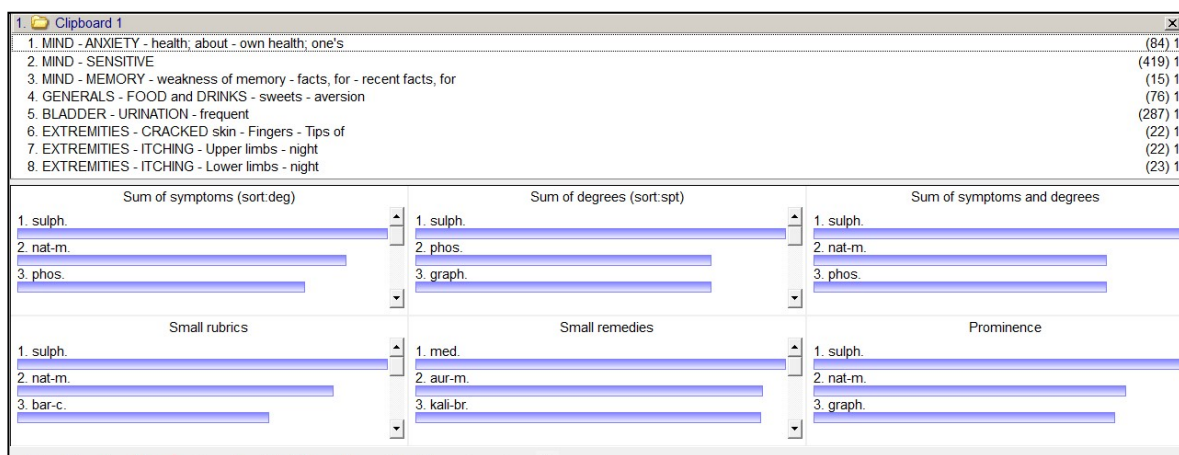 1. Clipboard 1
1. MIND - ANXIETY - health; about - own health; one's (84) 1
2. MIND - SENSITIVE (419) 1
3. MIND - MEMORY - weakness of memory - facts, for - recent facts, for (15) 1
4. GENERALS - FOOD and DRINKS - sweets - aversion (76) 1
5. BLADDER - URINATION - frequent (287) 1
6. EXTREMITIES - CRACKED skin - Fingers - Tips of (22) 1
7. EXTREMITIES - ITCHING - Upper limbs - night (22) 1
8. EXTREMITIES - ITCHING - Lower limbs - night (23) 1
Sum of symptoms (sort:deg)
1. sulph.
2. nat-m.
3. phos.
Sum of degrees (sort:spt)
1. sulph.
2. phos.
3. graph.
Sum of symptoms and degrees
1. sulph.
2. nat-m.
3. phos.
Small rubrics
1. sulph.
2. nat-m.
3. bar-c.
Small remedies
1. med.
2. aur-m.
3. kali-br.
Prominence
1. sulph.
2. nat-m.
3. graph.